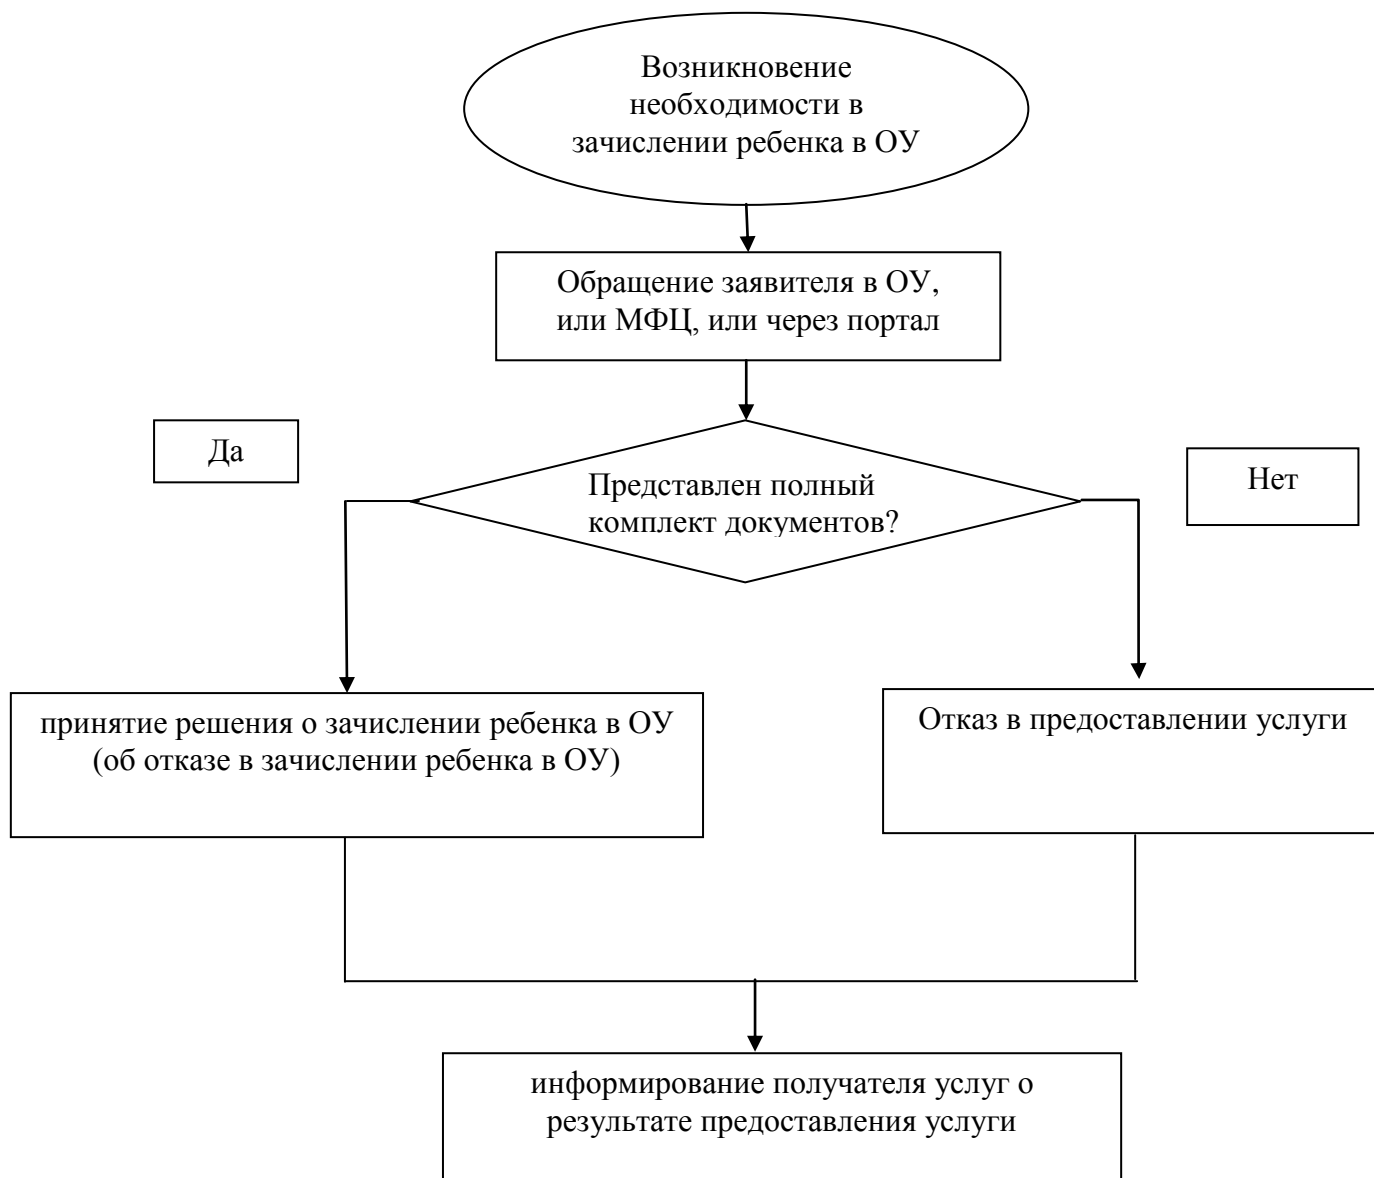 Возникновение
необходимости в
зачислении ребенка в ОУ
Обращение заявителя в ОУ,
или МФЦ, или через портал
Да
Представлен полный
комплект документов?
Нет
принятие решения о зачислении ребенка в ОУ
(об отказе в зачислении ребенка в ОУ)
Отказ в предоставлении услуги
информирование получателя услуг о
результате предоставления услуги